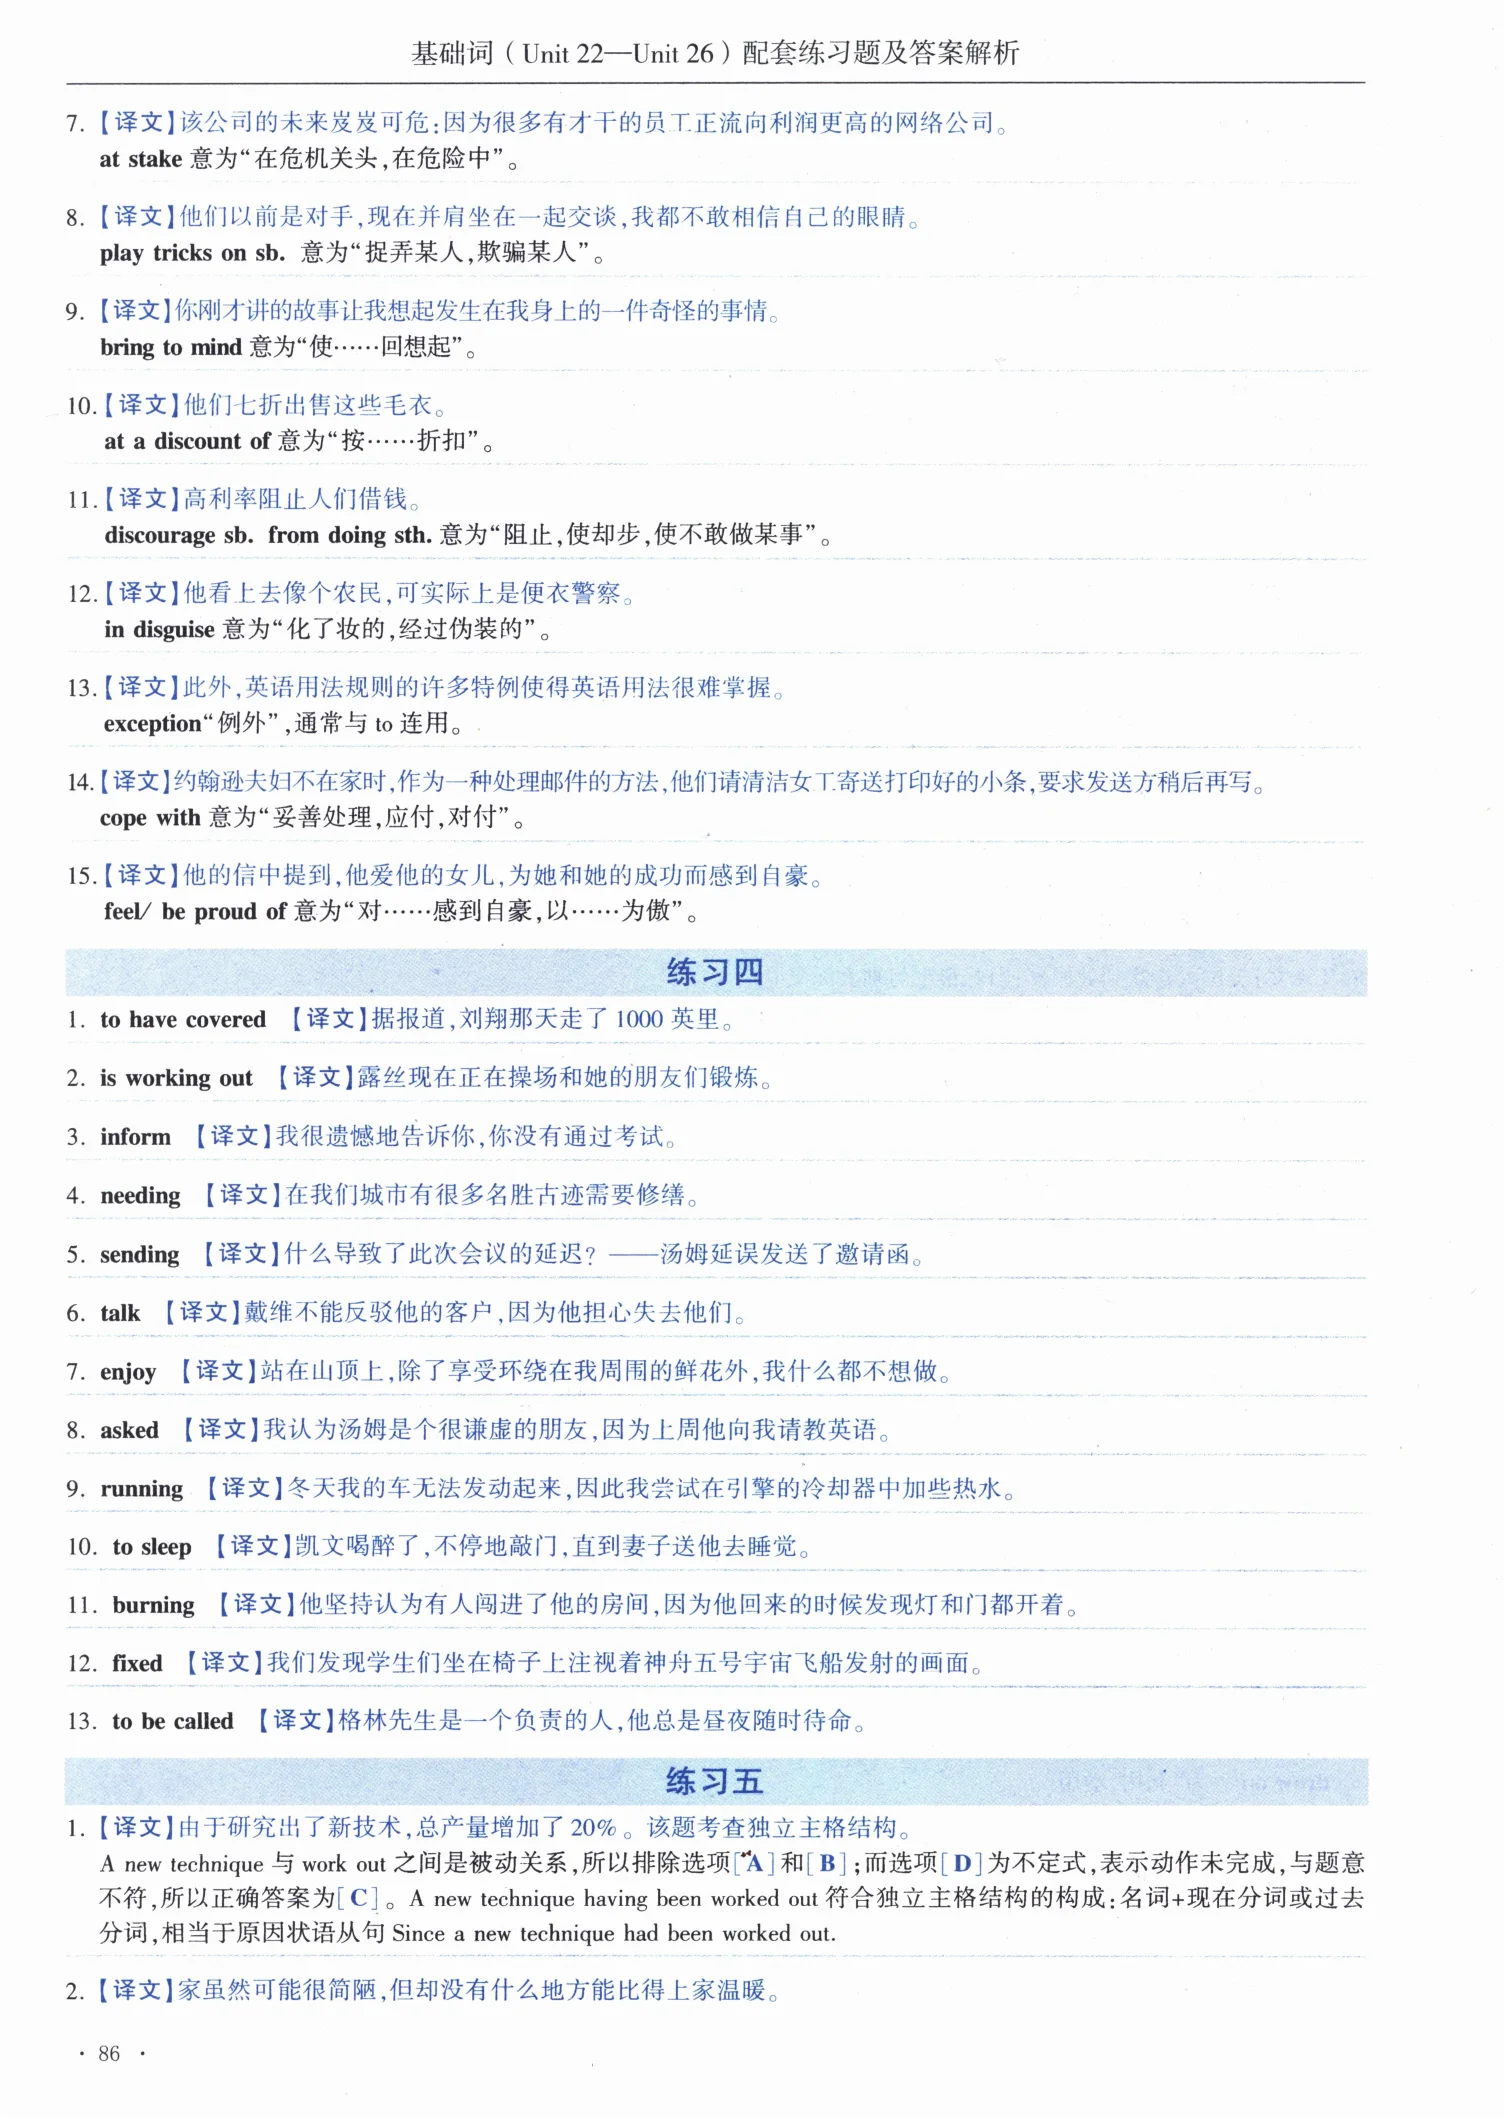 基础词（Unit 22—Unit 26）配套练习题及答案解析
7. 【译文】该公司的未来岌岌可危:因为很多有才干的员工正流向利润更高的网络公司。
at stake 意为“在危机关头,在危险中”。
8. 【译文】他们以前是对手,现在并肩坐在一起交谈,我都不敢相信自己的眼睛。
play tricks on sb. 意为“捉弄某人,欺骗某人”。
9. 【译文】你刚才讲的故事让我想起发生在我身上的一件奇怪的事情。
bring to mind 意为“使……回想起”。
10. 【译文】他们七折出售这些毛衣。
at a discount of 意为“按……折扣”。
11. 【译文】高利率阻止人们借钱。
discourage sb. from doing sth. 意为“阻止,使却步,使不敢做某事”。
12. 【译文】他看上去像个农民,可实际上是便衣警察。
in disguise 意为“化了妆的,经过伪装的”。
13. 【译文】此外,英语用法规则的许多特例使得英语用法很难掌握。
exception“例外”,通常与 to 连用。
14. 【译文】约翰逊夫妇不在家时,作为一种处理邮件的方法,他们请清洁女工寄送打印好的小条,要求发送方稍后再写。
cope with 意为“妥善处理,应付,对付”。
15. 【译文】他的信中提到,他爱他的女儿,为她和她的成功而感到自豪。
feel/ be proud of 意为“对……感到自豪,以……为傲”。
练习四
1. to have covered 【译文】据报道,刘翔那天走了 1000 英里。
2. is working out 【译文】露丝现在正在操场和她的朋友们锻炼。
3. inform 【译文】我很遗憾地告诉你,你没有通过考试。
4. needing 【译文】在我们城市有很多名胜古迹需要修缮。
5. sending 【译文】什么导致了此次会议的延迟? ——汤姆延误发送了邀请函。
6. talk 【译文】戴维不能反驳他的客户,因为他担心失去他们。
7. enjoy 【译文】站在山顶上,除了享受环绕在我周围的鲜花外,我什么都不想做。
8. asked 【译文】我认为汤姆是个很谦虚的朋友,因为上周他向我请教英语。
9. running 【译文】冬天我的车无法发动起来,因此我尝试在引擎的冷却器中加些热水。
10. to sleep 【译文】凯文喝醉了,不停地敲门,直到妻子送他去睡觉。
11. burning 【译文】他坚持认为有人闯进了他的房间,因为他回来的时候发现灯和门都开着。
12. fixed 【译文】我们发现学生们坐在椅子上注视着神舟五号宇宙飞船发射的画面。
13. to be called 【译文】格林先生是一个负责的人,他总是昼夜随时待命。
练习五
1. 【译文】由于研究出了新技术,总产量增加了 20%。该题考查独立主格结构。
A new technique 与 work out 之间是被动关系,所以排除选项[A]和[B];而选项[D]为不定式,表示动作未完成,与题意
不符,所以正确答案为[C]。A new technique having been worked out 符合独立主格结构的构成:名词+现在分词或过去
分词,相当于原因状语从句 Since a new technique had been worked out.
2. 【译文】家虽然可能很简陋,但却没有什么地方能比得上家温暖。
· 86 ·